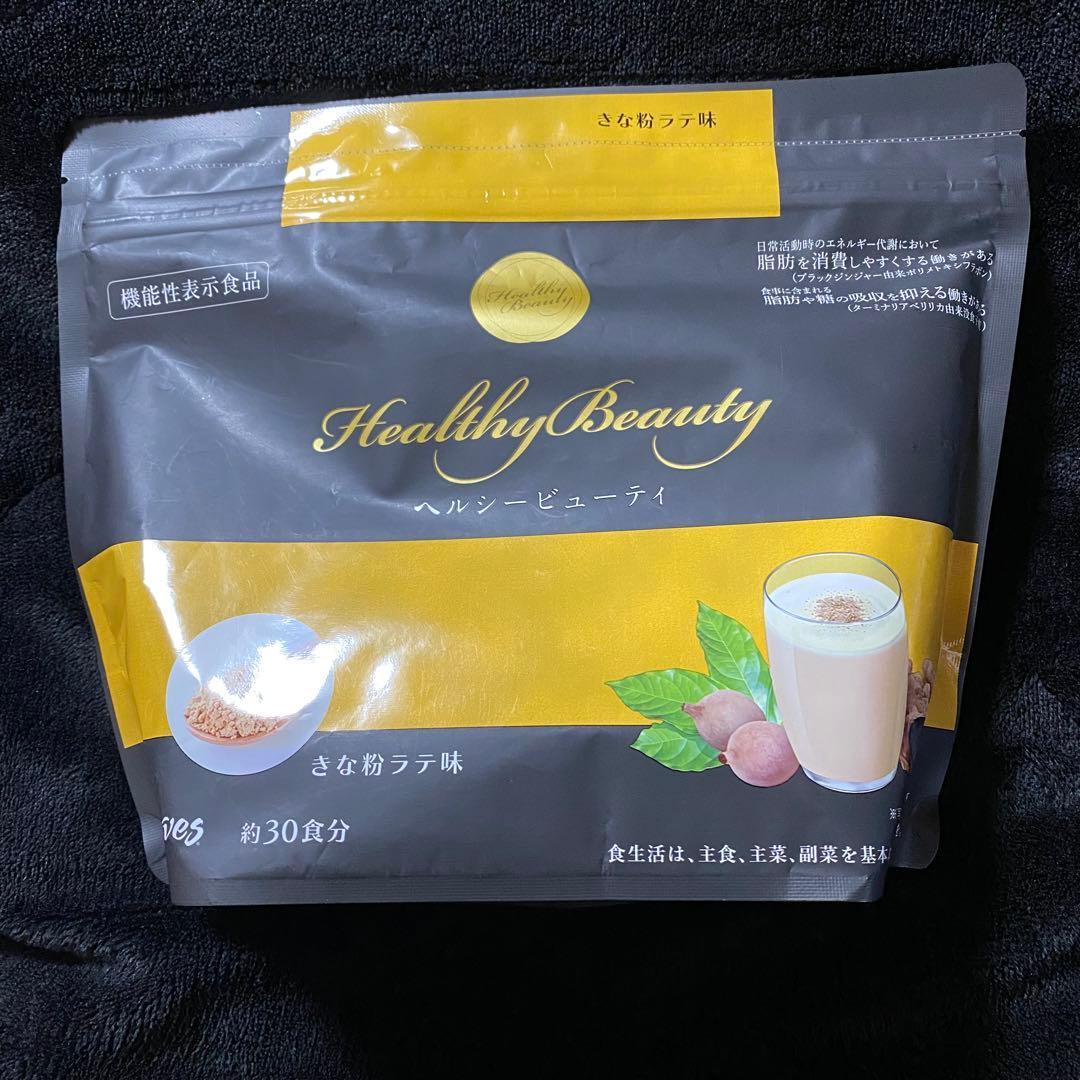 きな粉ラテ味
機能性表示食品
日常活動時のエネルギー代謝において
脂肪を消費しやすくする働きがある
(ブラックジンジャー由来ポリメトキシフラボン)
食事に含まれる
脂肪や糖の吸収を抑える働きがある
(ターミナリアベリリカ由来没食子酸)
Healthy
Beauty
Healthy Beauty
ヘルシービューティ
きな粉ラテ味
ves
約30食分
食生活は、主食、主菜、副菜を基本に